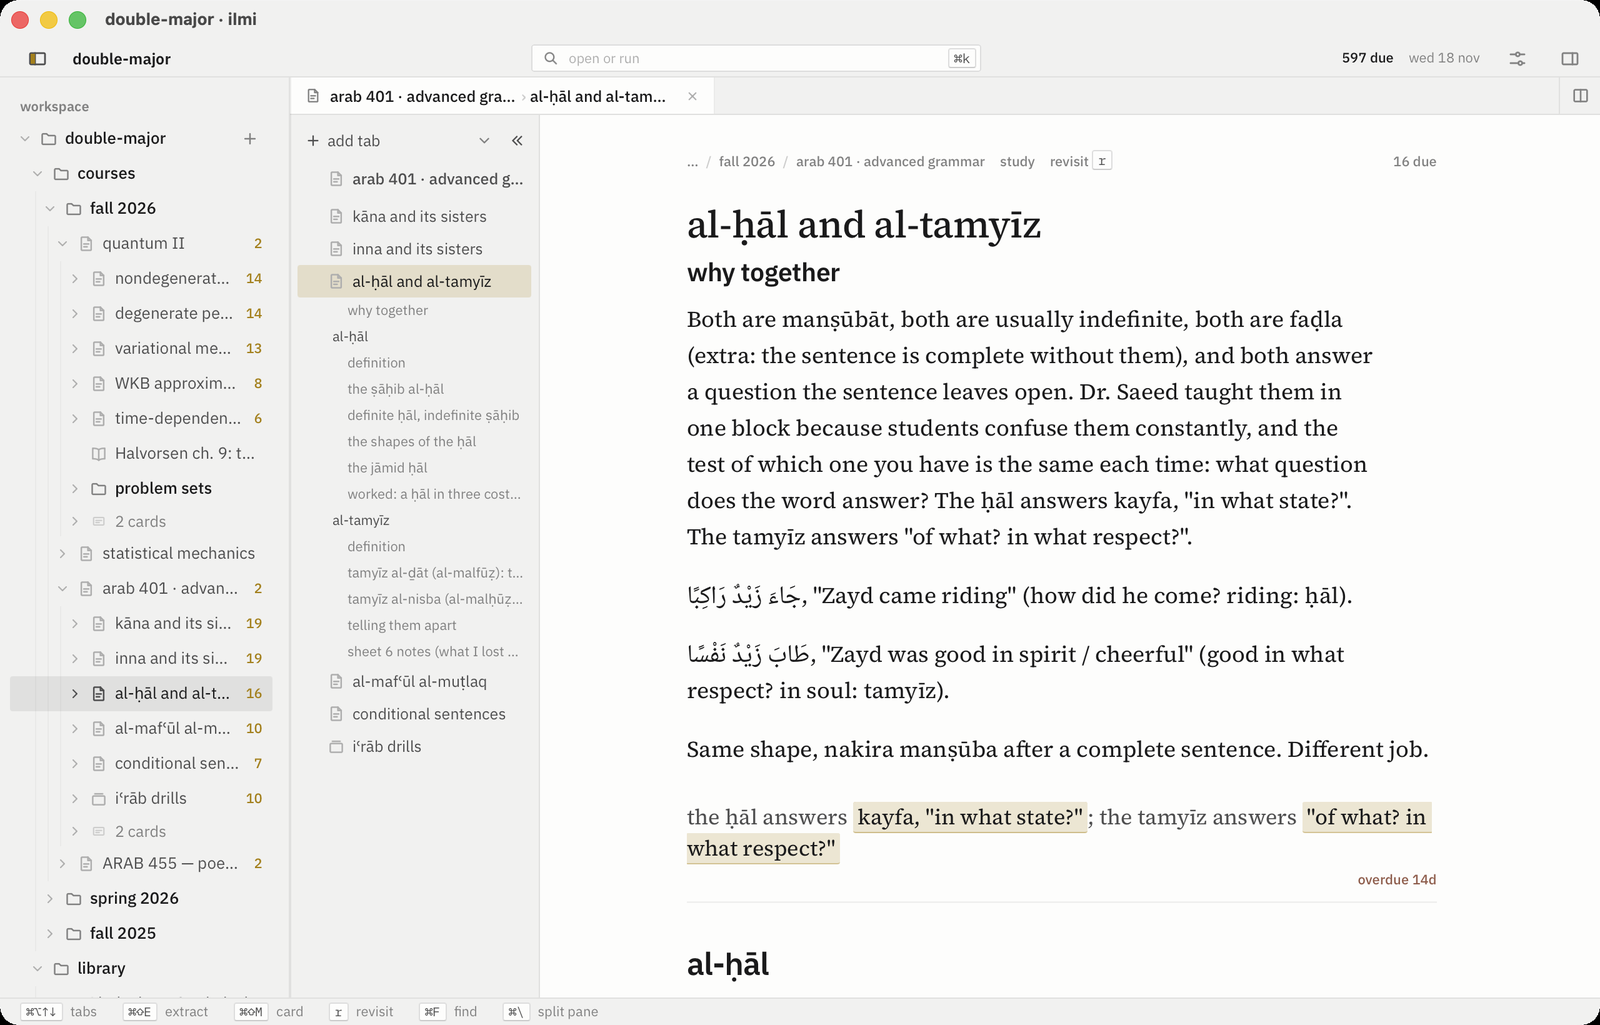 double-major · ilmi
double-major
open or run
⌘k
597 due
wed 18 nov
workspace
double-major
courses
fall 2026
quantum II 2
nondegenerat... 14
degenerate pe... 14
variational me... 13
WKB approxim... 8
time-dependen... 6
Halvorsen ch. 9: t...
problem sets
2 cards
statistical mechanics
arab 401 · advan... 2
kāna and its si... 19
inna and its si... 19
al-ḥāl and al-t... 16
al-mafʿūl al-m... 10
conditional sen... 7
iʿrāb drills 10
2 cards
ARAB 455 — poe... 2
spring 2026
fall 2025
library
arab 401 · advanced gra... › al-ḥāl and al-tam...
add tab
arab 401 · advanced g...
kāna and its sisters
inna and its sisters
al-ḥāl and al-tamyīz
why together
al-ḥāl
definition
the ṣāḥib al-ḥāl
definite ḥāl, indefinite ṣāḥib
the shapes of the ḥāl
the jāmid ḥāl
worked: a ḥāl in three cost...
al-tamyīz
definition
tamyīz al-ḏāt (al-malfūẓ): t...
tamyīz al-nisba (al-malḥūẓ...
telling them apart
sheet 6 notes (what I lost ...
al-mafʿūl al-muṭlaq
conditional sentences
iʿrāb drills
... / fall 2026 / arab 401 · advanced grammar study revisit r
16 due
al-ḥāl and al-tamyīz
why together
Both are manṣūbāt, both are usually indefinite, both are faḍla
(extra: the sentence is complete without them), and both answer
a question the sentence leaves open. Dr. Saeed taught them in
one block because students confuse them constantly, and the
test of which one you have is the same each time: what question
does the word answer? The ḥāl answers kayfa, "in what state?".
The tamyīz answers "of what? in what respect?".
جَاءَ زَيْدٌ رَاكِبًا, "Zayd came riding" (how did he come? riding: ḥāl).
طَابَ زَيْدٌ نَفْسًا, "Zayd was good in spirit / cheerful" (good in what
respect? in soul: tamyīz).
Same shape, nakira manṣūba after a complete sentence. Different job.
the ḥāl answers kayfa, "in what state?"; the tamyīz answers "of what? in
what respect?"
overdue 14d
al-ḥāl
⌘⌥↑↓ tabs
⌘⇧E extract
⌘⇧M card
r revisit
⌘F find
⌘\ split pane